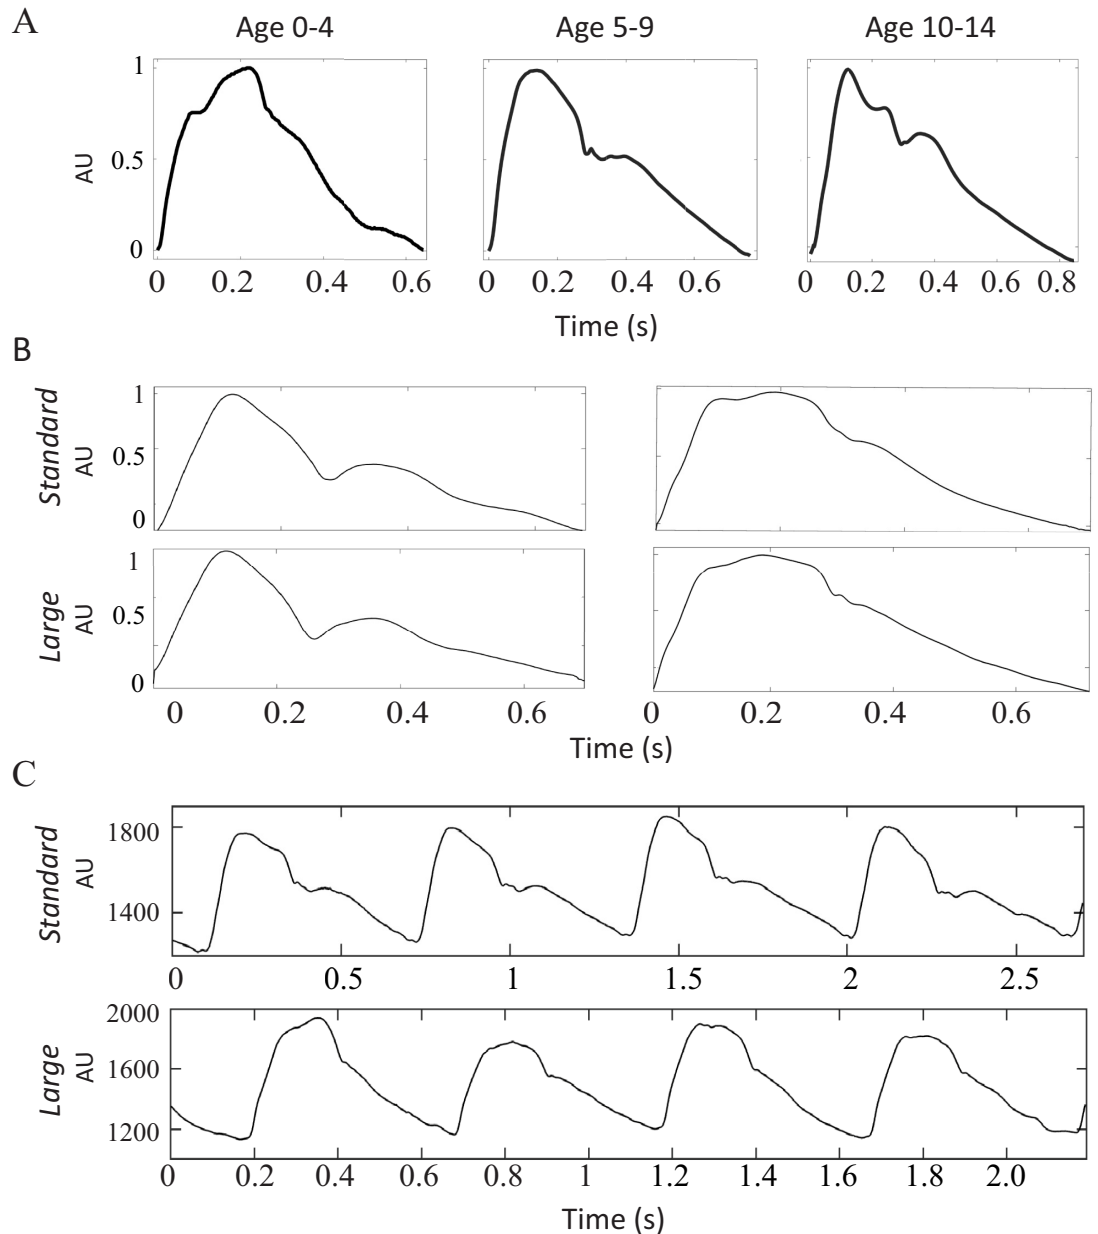 A
Age 0-4 Age 5-9 Age 10-14
AU
1
0.5
0
0 0.2 0.4 0.6 0 0.2 0.4 0.6 0 0.2 0.4 0.6 0.8
Time (s)
B
Standard
AU
1
0.5
0
Large
AU
1
0.5
0
0 0.2 0.4 0.6 0 0.2 0.4 0.6
Time (s)
C
Standard
AU
1800
1400
0 0.5 1 1.5 2 2.5
Large
AU
2000
1600
1200
0 0.2 0.4 0.6 0.8 1 1.2 1.4 1.6 1.8 2.0
Time (s)